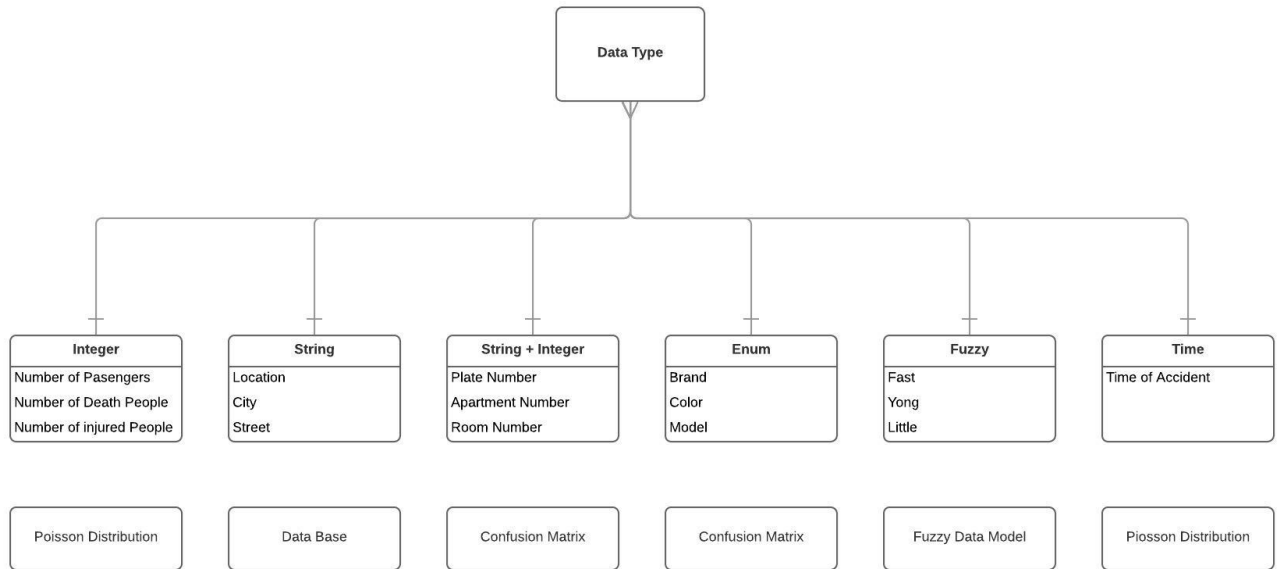 Data Type
Integer
Number of Pasengers
Number of Death People
Number of injured People
String
Location
City
Street
String + Integer
Plate Number
Apartment Number
Room Number
Enum
Brand
Color
Model
Fuzzy
Fast
Yong
Little
Time
Time of Accident
Poisson Distribution
Data Base
Confusion Matrix
Confusion Matrix
Fuzzy Data Model
Piosson Distribution